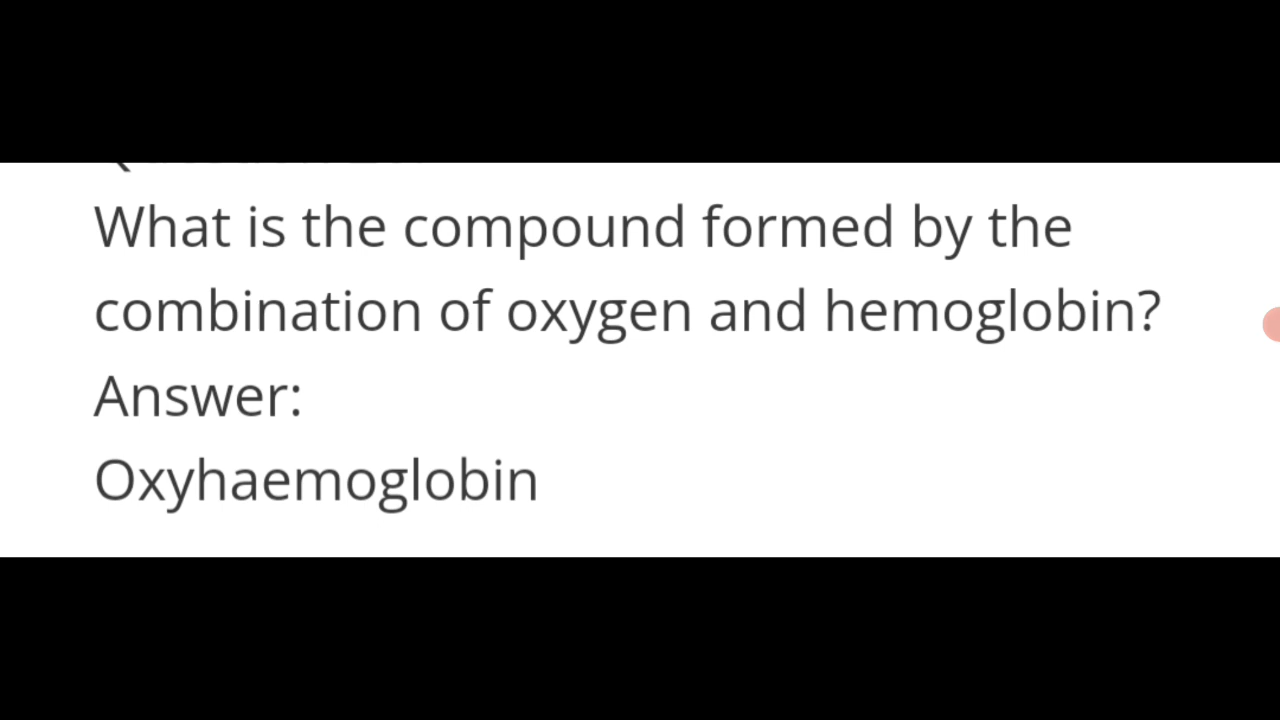 What is the compound formed by the
combination of oxygen and hemoglobin?
Answer:
Oxyhaemoglobin